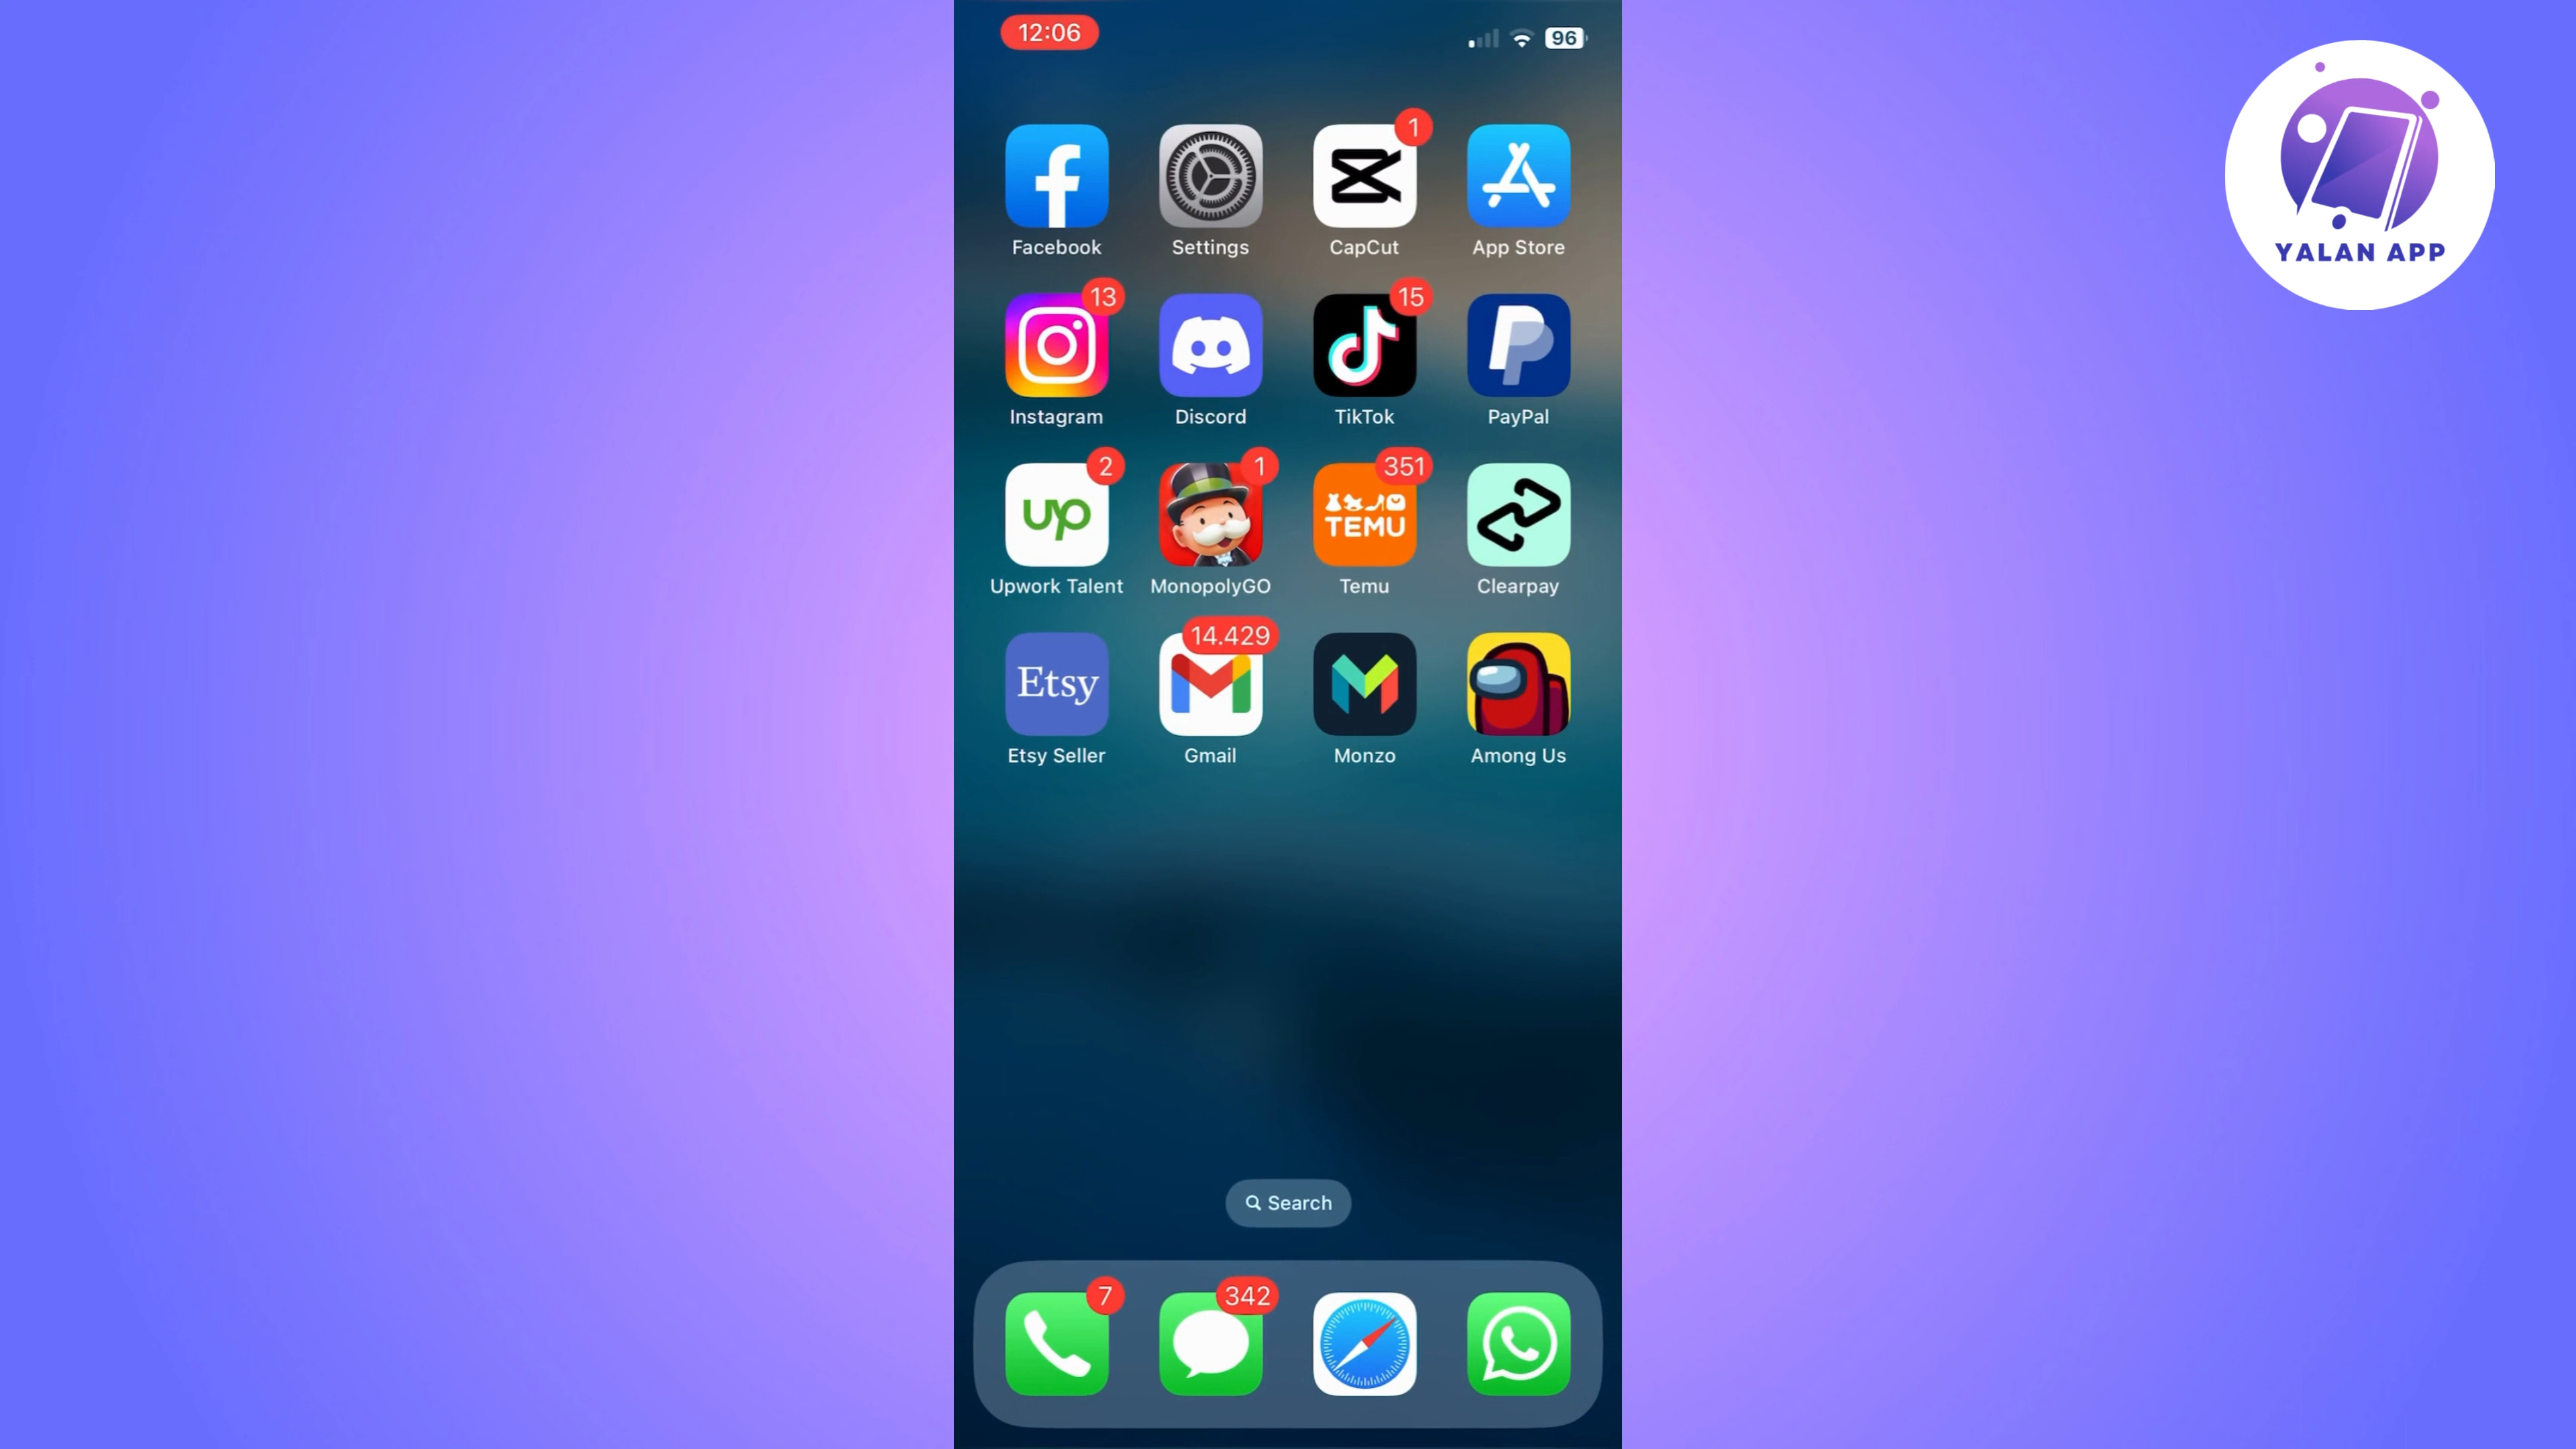 12:06
96
YALAN APP
1
Facebook
Settings
CapCut
App Store
13
15
Instagram
Discord
TikTok
PayPal
2
1
351
up
TEMU
Upwork Talent
MonopolyGO
Temu
Clearpay
14.429
Etsy
Etsy Seller
Gmail
Monzo
Among Us
Search
7
342